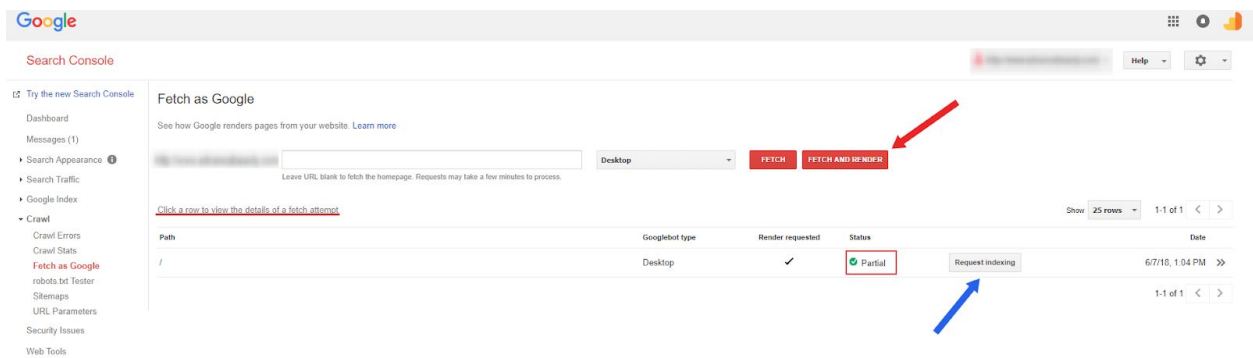 Google
Search Console
Help
Try the new Search Console
Dashboard
Messages (1)
Search Appearance
Search Traffic
Google Index
Crawl
Crawl Errors
Crawl Stats
Fetch as Google
robots.txt Tester
Sitemaps
URL Parameters
Security Issues
Web Tools
Fetch as Google
See how Google renders pages from your website. Learn more
Desktop FETCH FETCH AND RENDER
Leave URL blank to fetch the homepage. Requests may take a few minutes to process.
Click a row to view the details of a fetch attempt Show 25 rows 1-1 of 1
Path Googlebot type Render requested Status Date
/ Desktop ✓ Partial Request indexing 6/7/18, 1:04 PM
1-1 of 1